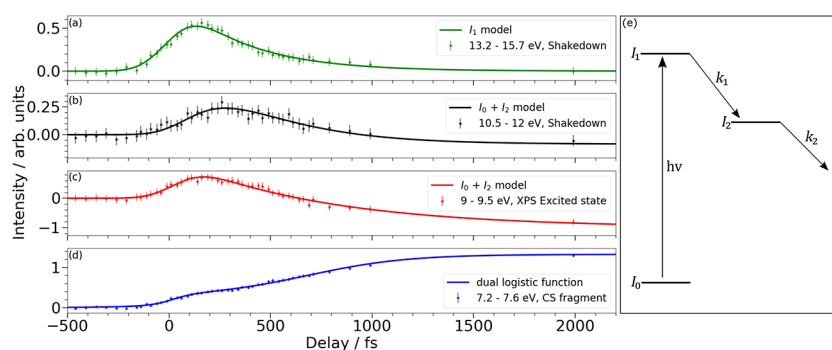 (a)
0.5
0.0
I₁ model
13.2 - 15.7 eV, Shakedown
(b)
0.25
0.00
I₀ + I₂ model
10.5 - 12 eV, Shakedown
(c)
0
−1
I₀ + I₂ model
9 - 9.5 eV, XPS Excited state
(d)
1
0
dual logistic function
7.2 - 7.6 eV, CS fragment
−500 0 500 1000 1500 2000
Delay / fs
Intensity / arb. units
(e)
I₁
k₁
I₂
k₂
hν
I₀